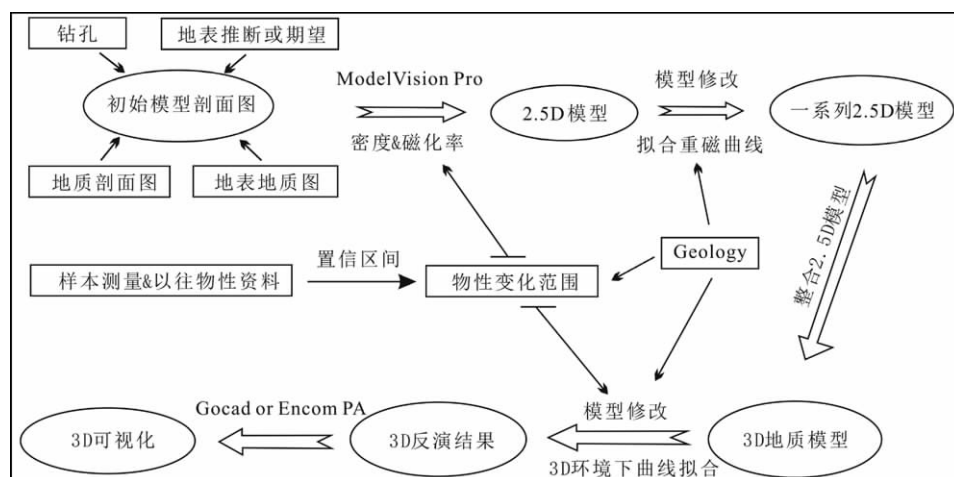 钻孔
地表推断或期望
初始模型剖面图
地质剖面图
地表地质图
ModelVision Pro
密度&磁化率
2.5D模型
模型修改
拟合重磁曲线
一系列2.5D模型
整合2.5D模型
样本测量&以往物性资料
置信区间
物性变化范围
Geology
3D可视化
Gocad or Encom PA
3D反演结果
模型修改
3D环境下曲线拟合
3D地质模型